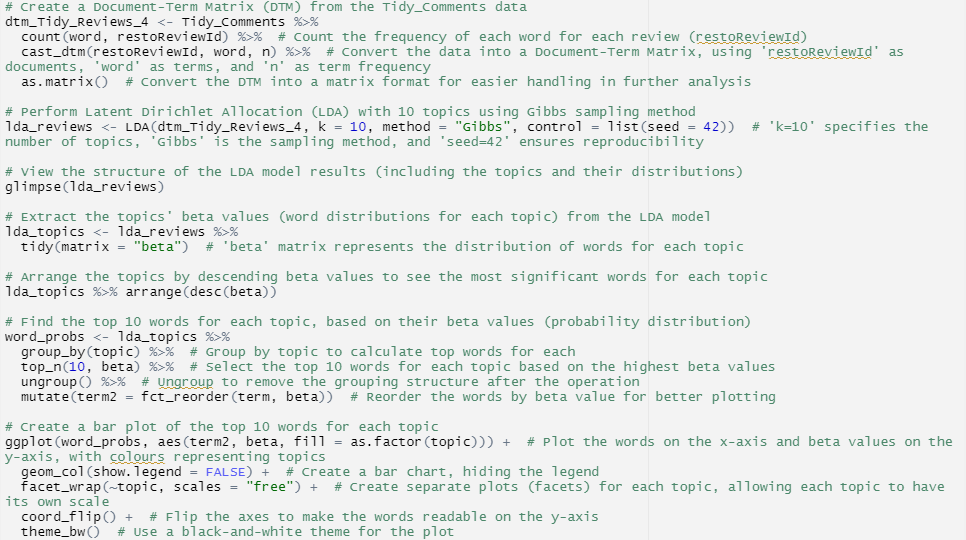 # Create a Document-Term Matrix (DTM) from the Tidy_Comments data
dtm_Tidy_Reviews_4 <- Tidy_Comments %>%
  count(word, restoReviewId) %>%  # Count the frequency of each word for each review (restoReviewId)
  cast_dtm(restoReviewId, word, n) %>%  # Convert the data into a Document-Term Matrix, using 'restoReviewId' as
documents, 'word' as terms, and 'n' as term frequency
  as.matrix()  # Convert the DTM into a matrix format for easier handling in further analysis

# Perform Latent Dirichlet Allocation (LDA) with 10 topics using Gibbs sampling method
lda_reviews <- LDA(dtm_Tidy_Reviews_4, k = 10, method = "Gibbs", control = list(seed = 42))  # 'k=10' specifies the
number of topics, 'Gibbs' is the sampling method, and 'seed=42' ensures reproducibility

# View the structure of the LDA model results (including the topics and their distributions)
glimpse(lda_reviews)

# Extract the topics' beta values (word distributions for each topic) from the LDA model
lda_topics <- lda_reviews %>%
  tidy(matrix = "beta")  # 'beta' matrix represents the distribution of words for each topic

# Arrange the topics by descending beta values to see the most significant words for each topic
lda_topics %>% arrange(desc(beta))

# Find the top 10 words for each topic, based on their beta values (probability distribution)
word_probs <- lda_topics %>%
  group_by(topic) %>%  # Group by topic to calculate top words for each
  top_n(10, beta) %>%  # Select the top 10 words for each topic based on the highest beta values
  ungroup() %>%  # Ungroup to remove the grouping structure after the operation
  mutate(term2 = fct_reorder(term, beta))  # Reorder the words by beta value for better plotting

# Create a bar plot of the top 10 words for each topic
ggplot(word_probs, aes(term2, beta, fill = as.factor(topic))) +  # Plot the words on the x-axis and beta values on the
y-axis, with colours representing topics
  geom_col(show.legend = FALSE) +  # Create a bar chart, hiding the legend
  facet_wrap(~topic, scales = "free") +  # Create separate plots (facets) for each topic, allowing each topic to have
its own scale
  coord_flip() +  # Flip the axes to make the words readable on the y-axis
  theme_bw()  # Use a black-and-white theme for the plot